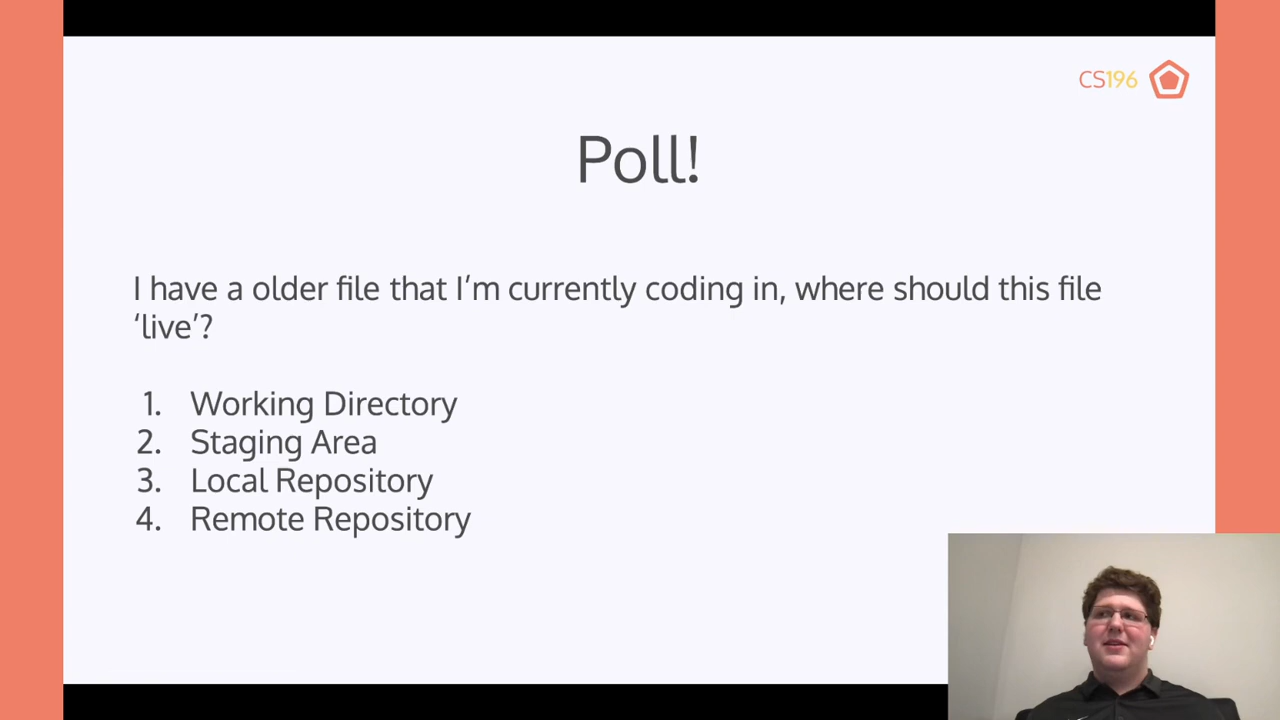 CS196
Poll!
I have a older file that I’m currently coding in, where should this file
‘live’?
1. Working Directory
2. Staging Area
3. Local Repository
4. Remote Repository